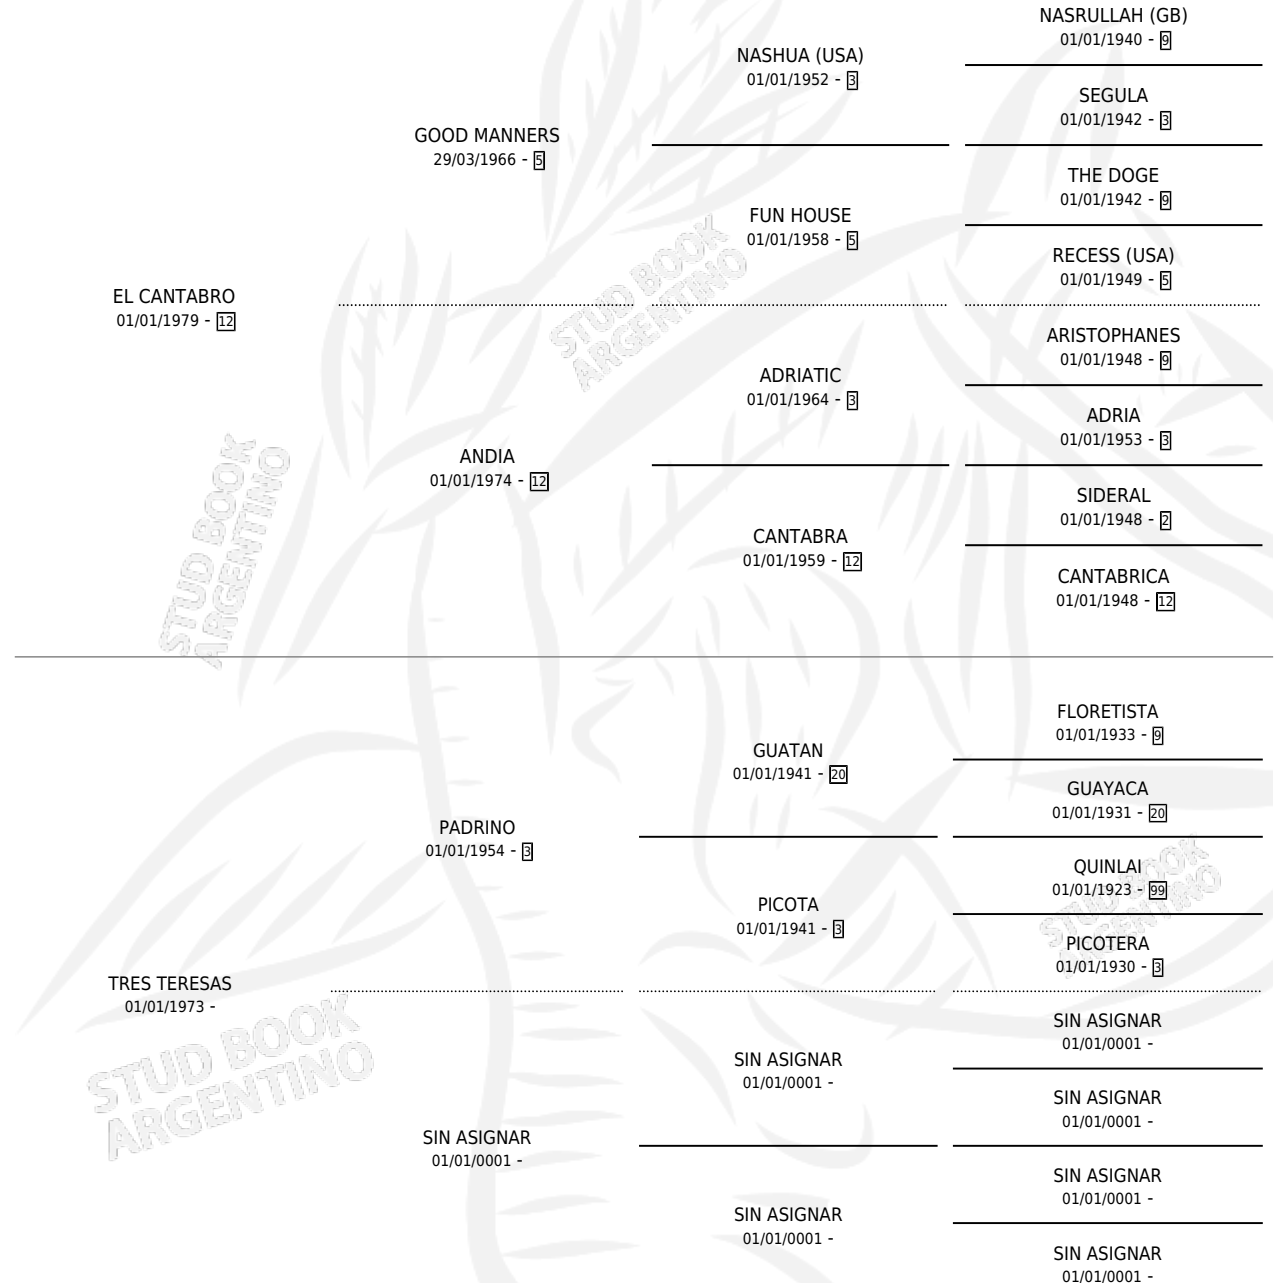 NASRULLAH (GB)
01/01/1940 - 9
NASHUA (USA)
01/01/1952 - 3
SEGULA
01/01/1942 - 3
GOOD MANNERS
29/03/1966 - 5
THE DOGE
01/01/1942 - 9
FUN HOUSE
01/01/1958 - 5
RECESS (USA)
01/01/1949 - 5
EL CANTABRO
01/01/1979 - 12
ARISTOPHANES
01/01/1948 - 9
ADRIATIC
01/01/1964 - 3
ADRIA
01/01/1953 - 3
ANDIA
01/01/1974 - 12
SIDERAL
01/01/1948 - 2
CANTABRA
01/01/1959 - 12
CANTABRICA
01/01/1948 - 12
FLORETISTA
01/01/1933 - 9
GUATAN
01/01/1941 - 20
GUAYACA
01/01/1931 - 20
PADRINO
01/01/1954 - 3
QUINLAI
01/01/1923 - 99
PICOTA
01/01/1941 - 3
PICOTERA
01/01/1930 - 3
TRES TERESAS
01/01/1973 -
SIN ASIGNAR
01/01/0001 -
SIN ASIGNAR
01/01/0001 -
SIN ASIGNAR
01/01/0001 -
SIN ASIGNAR
01/01/0001 -
SIN ASIGNAR
01/01/0001 -
SIN ASIGNAR
01/01/0001 -
SIN ASIGNAR
01/01/0001 -
STUD BOOK
ARGENTINO
STUD BOOK
ARGENTINO
STUD BOOK
ARGENTINO
STUD BOOK
ARGENTINO